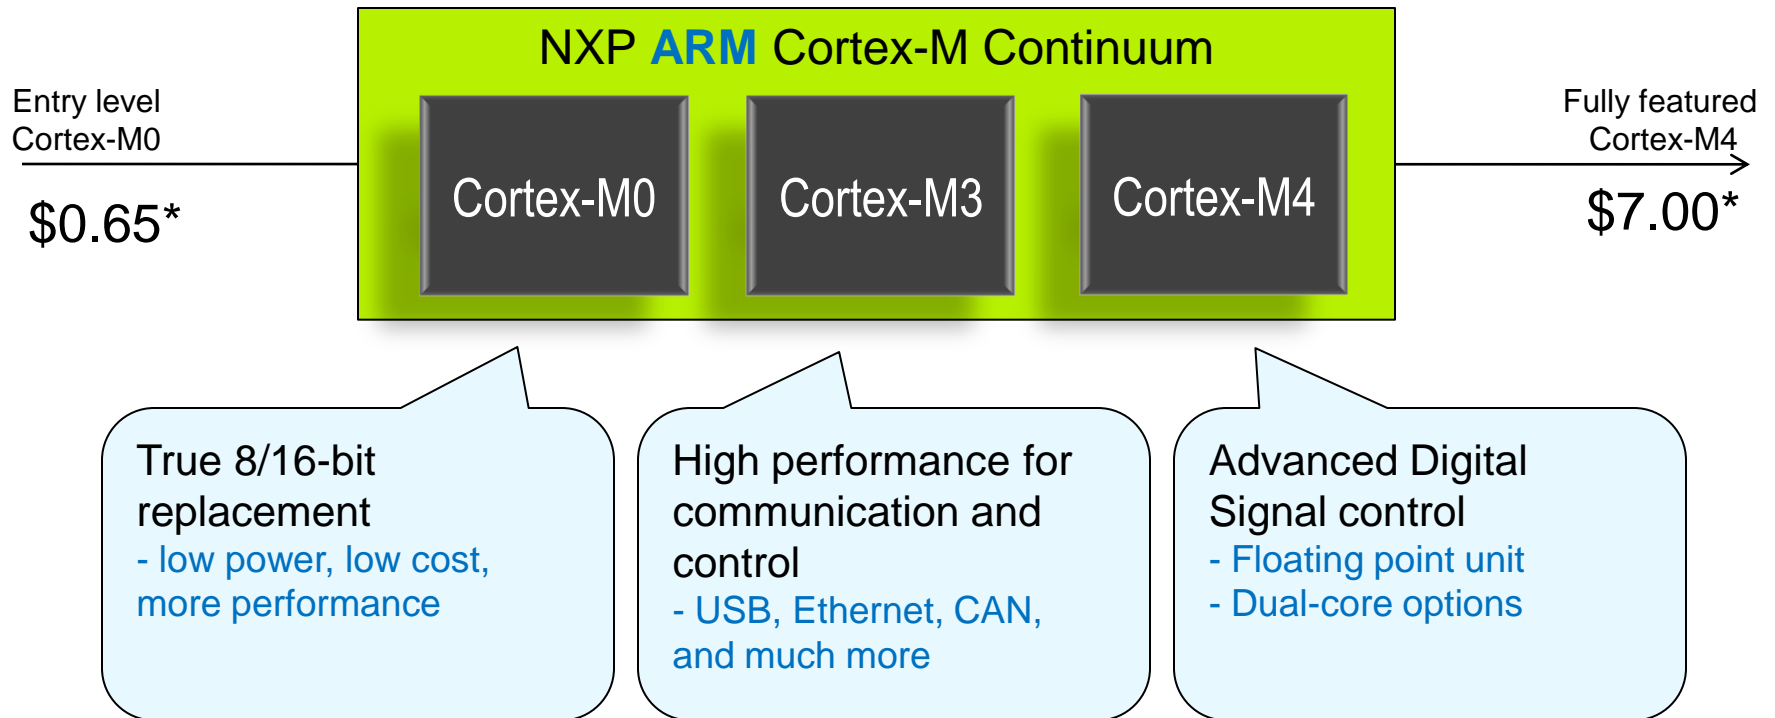 NXP ARM Cortex-M Continuum
Entry level
Cortex-M0
$0.65*
Cortex-M0
Cortex-M3
Cortex-M4
Fully featured
Cortex-M4
$7.00*
True 8/16-bit
replacement
- low power, low cost,
more performance
High performance for
communication and
control
- USB, Ethernet, CAN,
and much more
Advanced Digital
Signal control
- Floating point unit
- Dual-core options